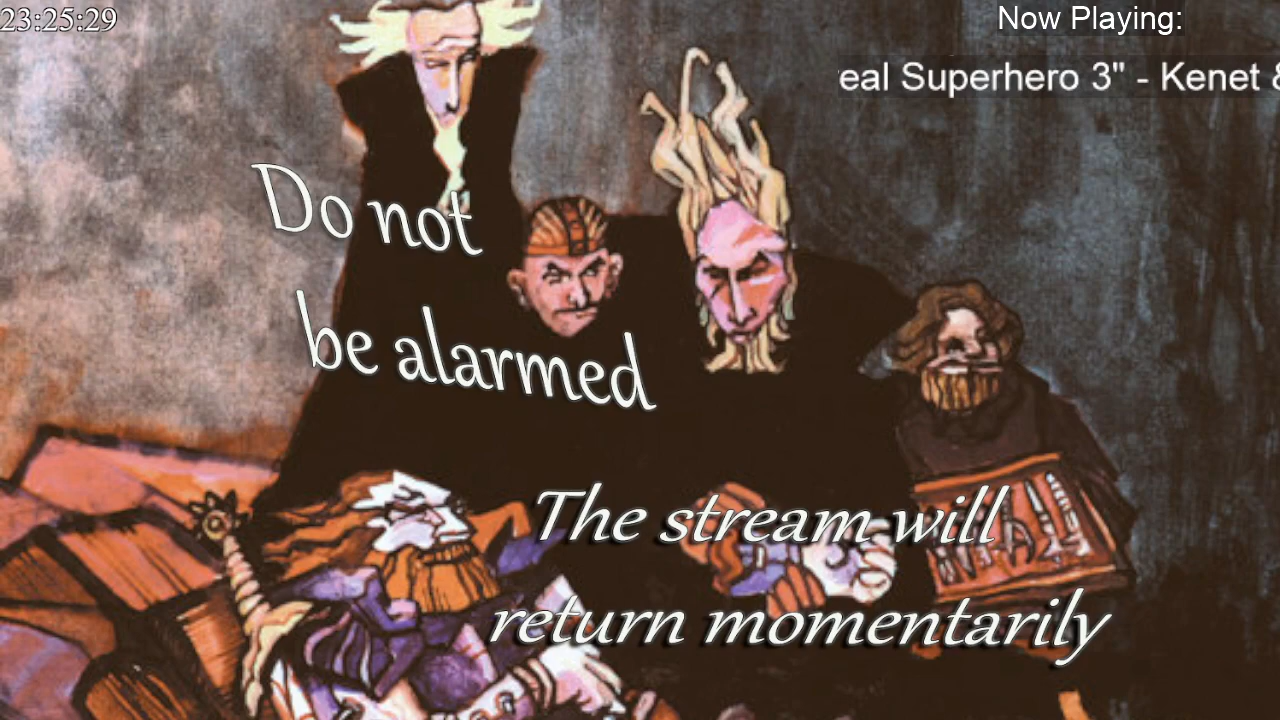 23:25:29
Now Playing:
eal Superhero 3" - Kenet &
Do not
be alarmed
The stream will
return momentarily